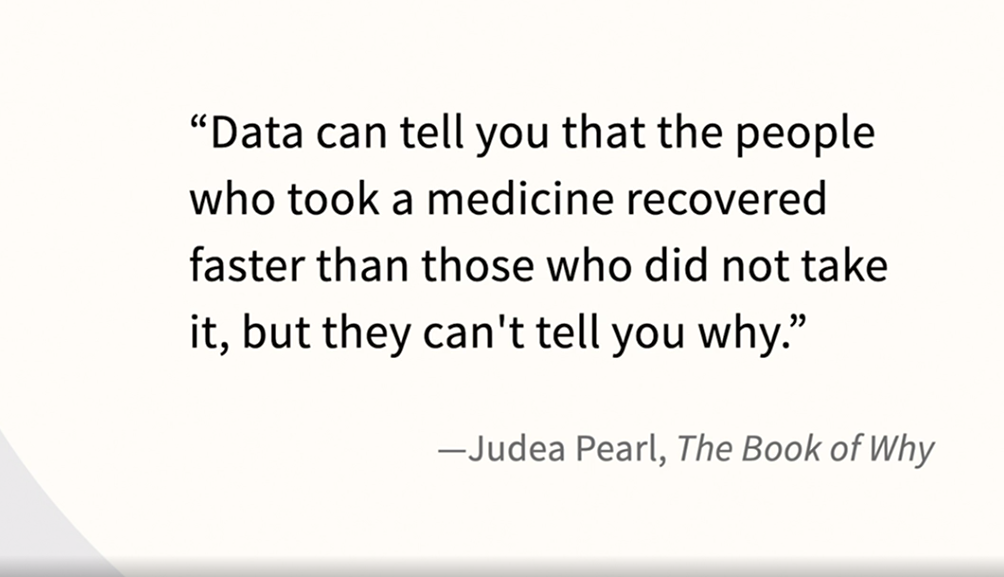 “Data can tell you that the people
who took a medicine recovered
faster than those who did not take
it, but they can't tell you why.”
—Judea Pearl, The Book of Why